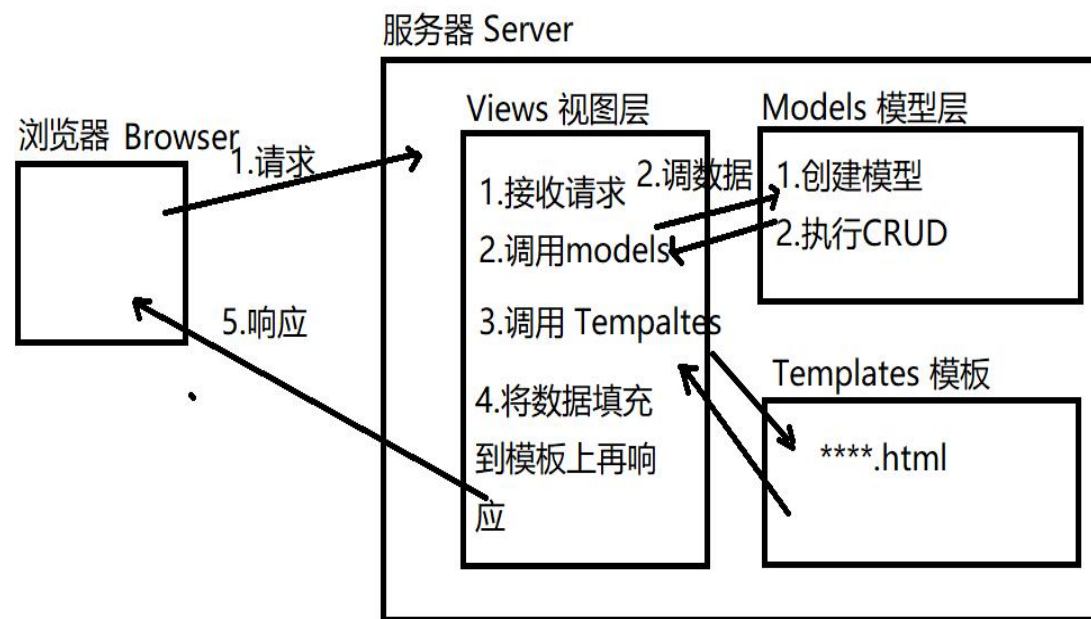 服务器 Server
浏览器 Browser
1.请求
5.响应
Views 视图层
1.接收请求
2.调用models
3.调用 Tempaltes
4.将数据填充
到模板上再响
应
2.调数据
Models 模型层
1.创建模型
2.执行CRUD
Templates 模板
****.html